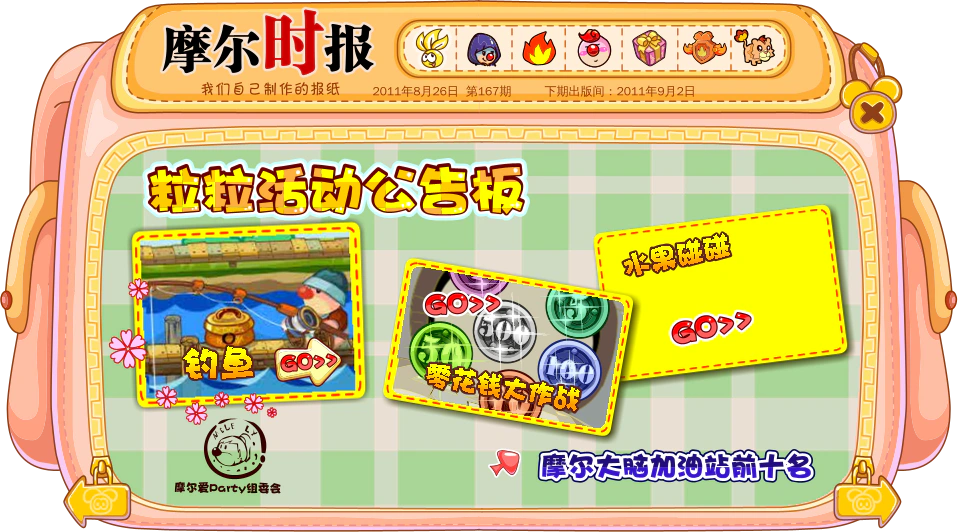 摩尔时报
我们自己制作的报纸
2011年8月26日 第167期
下期出版间：2011年9月2日
粒粒活动公告板
钓鱼
GO>>
GO>>
50
100
5
100
零花钱大作战
水果碰碰
GO>>
摩尔爱Party组委会
摩尔大脑加油站前十名